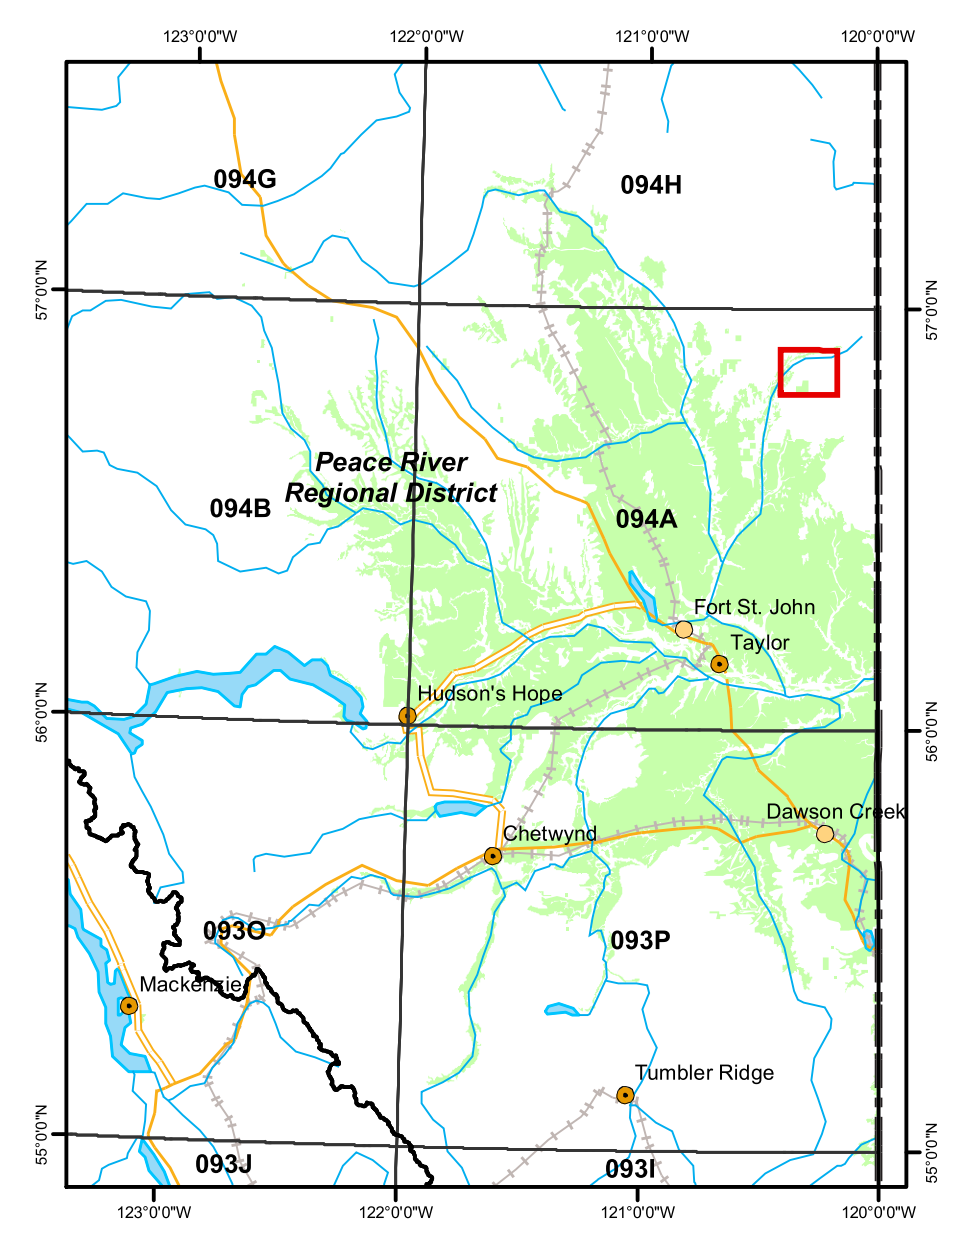 123°0'0"W 122°0'0"W 121°0'0"W 120°0'0"W
094G
094H
57°0'0"N
57°0'0"N
Peace River
Regional District
094B
094A
Fort St. John
Taylor
Hudson's Hope
56°0'0"N
56°0'0"N
Dawson Creek
Chetwynd
093O
093P
Mackenzie
Tumbler Ridge
55°0'0"N
55°0'0"N
093J
093I
123°0'0"W 122°0'0"W 121°0'0"W 120°0'0"W